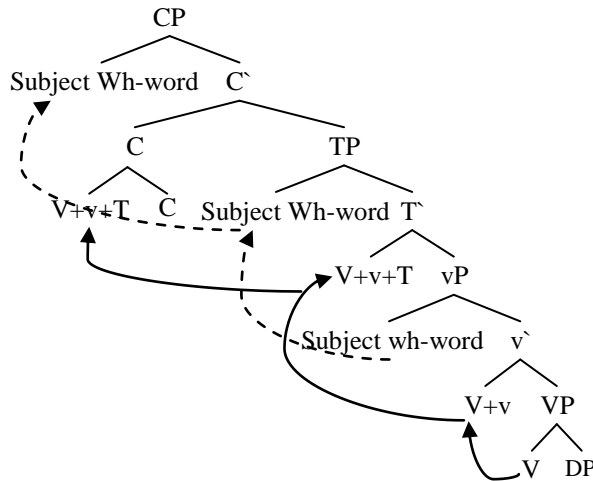 CP
Subject Wh-word C`
C TP
V+v+T C Subject Wh-word T`
V+v+T vP
Subject wh-word v`
V+v VP
V DP